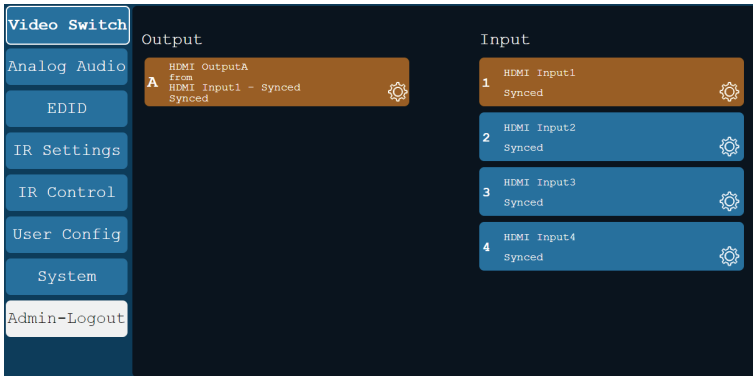 Video Switch
Analog Audio
EDID
IR Settings
IR Control
User Config
System
Admin-Logout
Output
A
HDMI OutputA
from
HDMI Input1 - Synced
Synced
Input
1
HDMI Input1
Synced
2
HDMI Input2
Synced
3
HDMI Input3
Synced
4
HDMI Input4
Synced